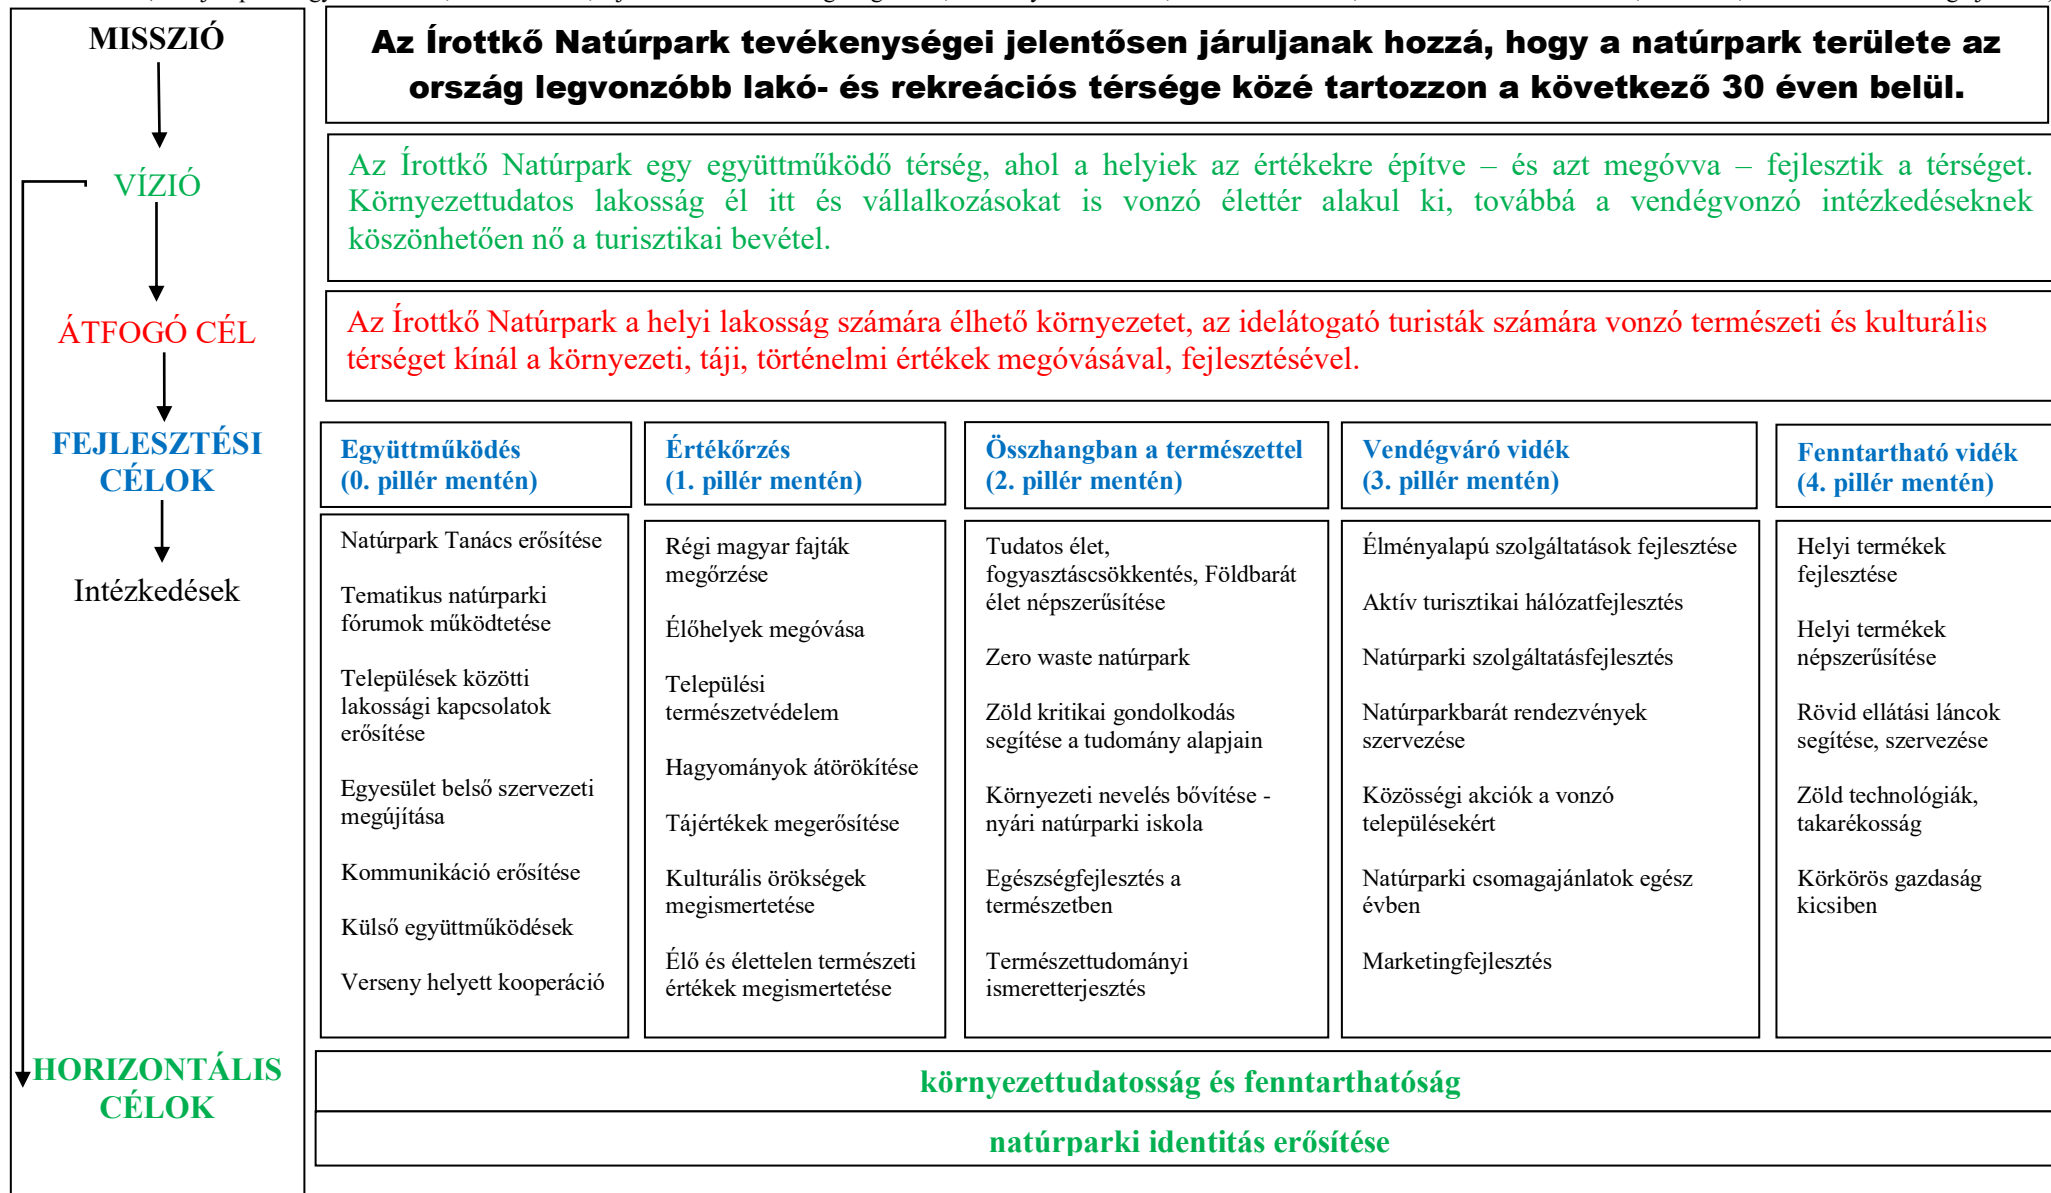 MISSZIÓ
Az Írottkő Natúrpark tevékenységei jelentősen járuljanak hozzá, hogy a natúrpark területe az
ország legvonzóbb lakó- és rekreációs térsége közé tartozzon a következő 30 éven belül.
VÍZIÓ
Az Írottkő Natúrpark egy együttműködő térség, ahol a helyiek az értékekre építve – és azt megóvva – fejlesztik a térséget.
Környezettudatos lakosság él itt és vállalkozásokat is vonzó élettér alakul ki, továbbá a vendégvonzó intézkedéseknek
köszönhetően nő a turisztikai bevétel.
ÁTFOGÓ CÉL
Az Írottkő Natúrpark a helyi lakosság számára élhető környezetet, az idelátogató turisták számára vonzó természeti és kulturális
térséget kínál a környezeti, táji, történelmi értékek megóvásával, fejlesztésével.
FEJLESZTÉSI
CÉLOK
Intézkedések
Együttműködés
(0. pillér mentén)
Natúrpark Tanács erősítése
Tematikus natúrparki
fórumok működtetése
Települések közötti
lakossági kapcsolatok
erősítése
Egyesület belső szervezeti
megújítása
Kommunikáció erősítése
Külső együttműködések
Verseny helyett kooperáció
Értékőrzés
(1. pillér mentén)
Régi magyar fajták
megőrzése
Élőhelyek megóvása
Települési
természetvédelem
Hagyományok átörökítése
Tájértékek megerősítése
Kulturális örökségek
megismertetése
Élő és élettelen természeti
értékek megismertetése
Összhangban a természettel
(2. pillér mentén)
Tudatos élet,
fogyasztáscsökkentés, Földbarát
élet népszerűsítése
Zero waste natúrpark
Zöld kritikai gondolkodás
segítése a tudomány alapjain
Környezeti nevelés bővítése -
nyári natúrparki iskola
Egészségfejlesztés a
természetben
Természettudományi
ismeretterjesztés
Vendégváró vidék
(3. pillér mentén)
Élményalapú szolgáltatások fejlesztése
Aktív turisztikai hálózatfejlesztés
Natúrparki szolgáltatásfejlesztés
Natúrparkbarát rendezvények
szervezése
Közösségi akciók a vonzó
településekért
Natúrparki csomagajánlatok egész
évben
Marketingfejlesztés
Fenntartható vidék
(4. pillér mentén)
Helyi termékek
fejlesztése
Helyi termékek
népszerűsítése
Rövid ellátási láncok
segítése, szervezése
Zöld technológiák,
takarékosság
Körkörös gazdaság
kicsiben
HORIZONTÁLIS
CÉLOK
környezettudatosság és fenntarthatóság
natúrparki identitás erősítése